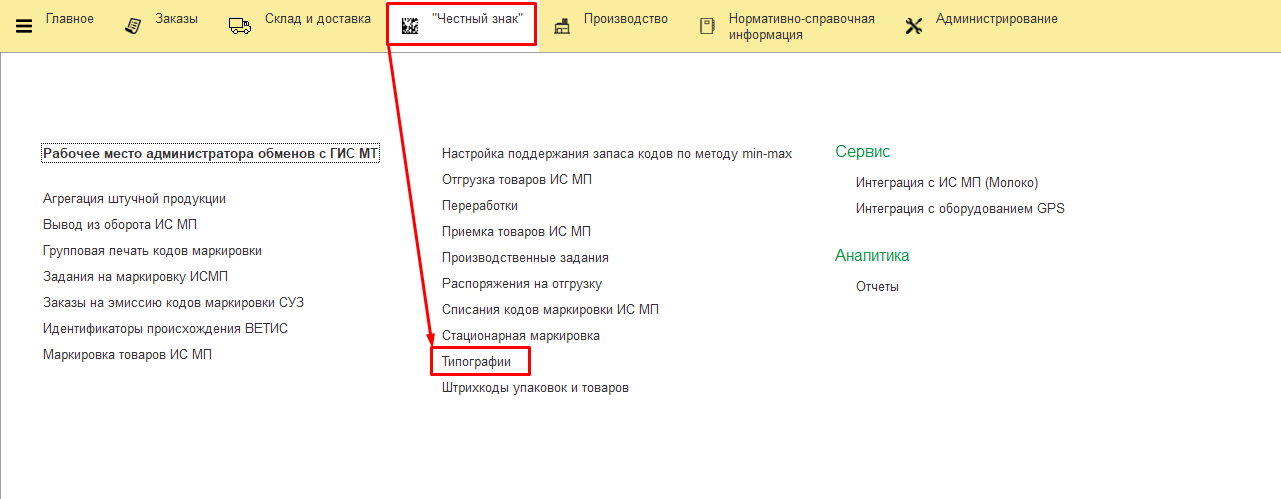 Главное
Заказы
Склад и доставка
"Честный знак"
Производство
Нормативно-справочная
информация
Администрирование
Рабочее место администратора обменов с ГИС МТ
Агрегация штучной продукции
Вывод из оборота ИС МП
Групповая печать кодов маркировки
Задания на маркировку ИСМП
Заказы на эмиссию кодов маркировки СУЗ
Идентификаторы происхождения ВЕТИС
Маркировка товаров ИС МП
Настройка поддержания запаса кодов по методу min-max
Отгрузка товаров ИС МП
Переработки
Приемка товаров ИС МП
Производственные задания
Распоряжения на отгрузку
Списания кодов маркировки ИС МП
Стационарная маркировка
Типографии
Штрихкоды упаковок и товаров
Сервис
Интеграция с ИС МП (Молоко)
Интеграция с оборудованием GPS
Аналитика
Отчеты